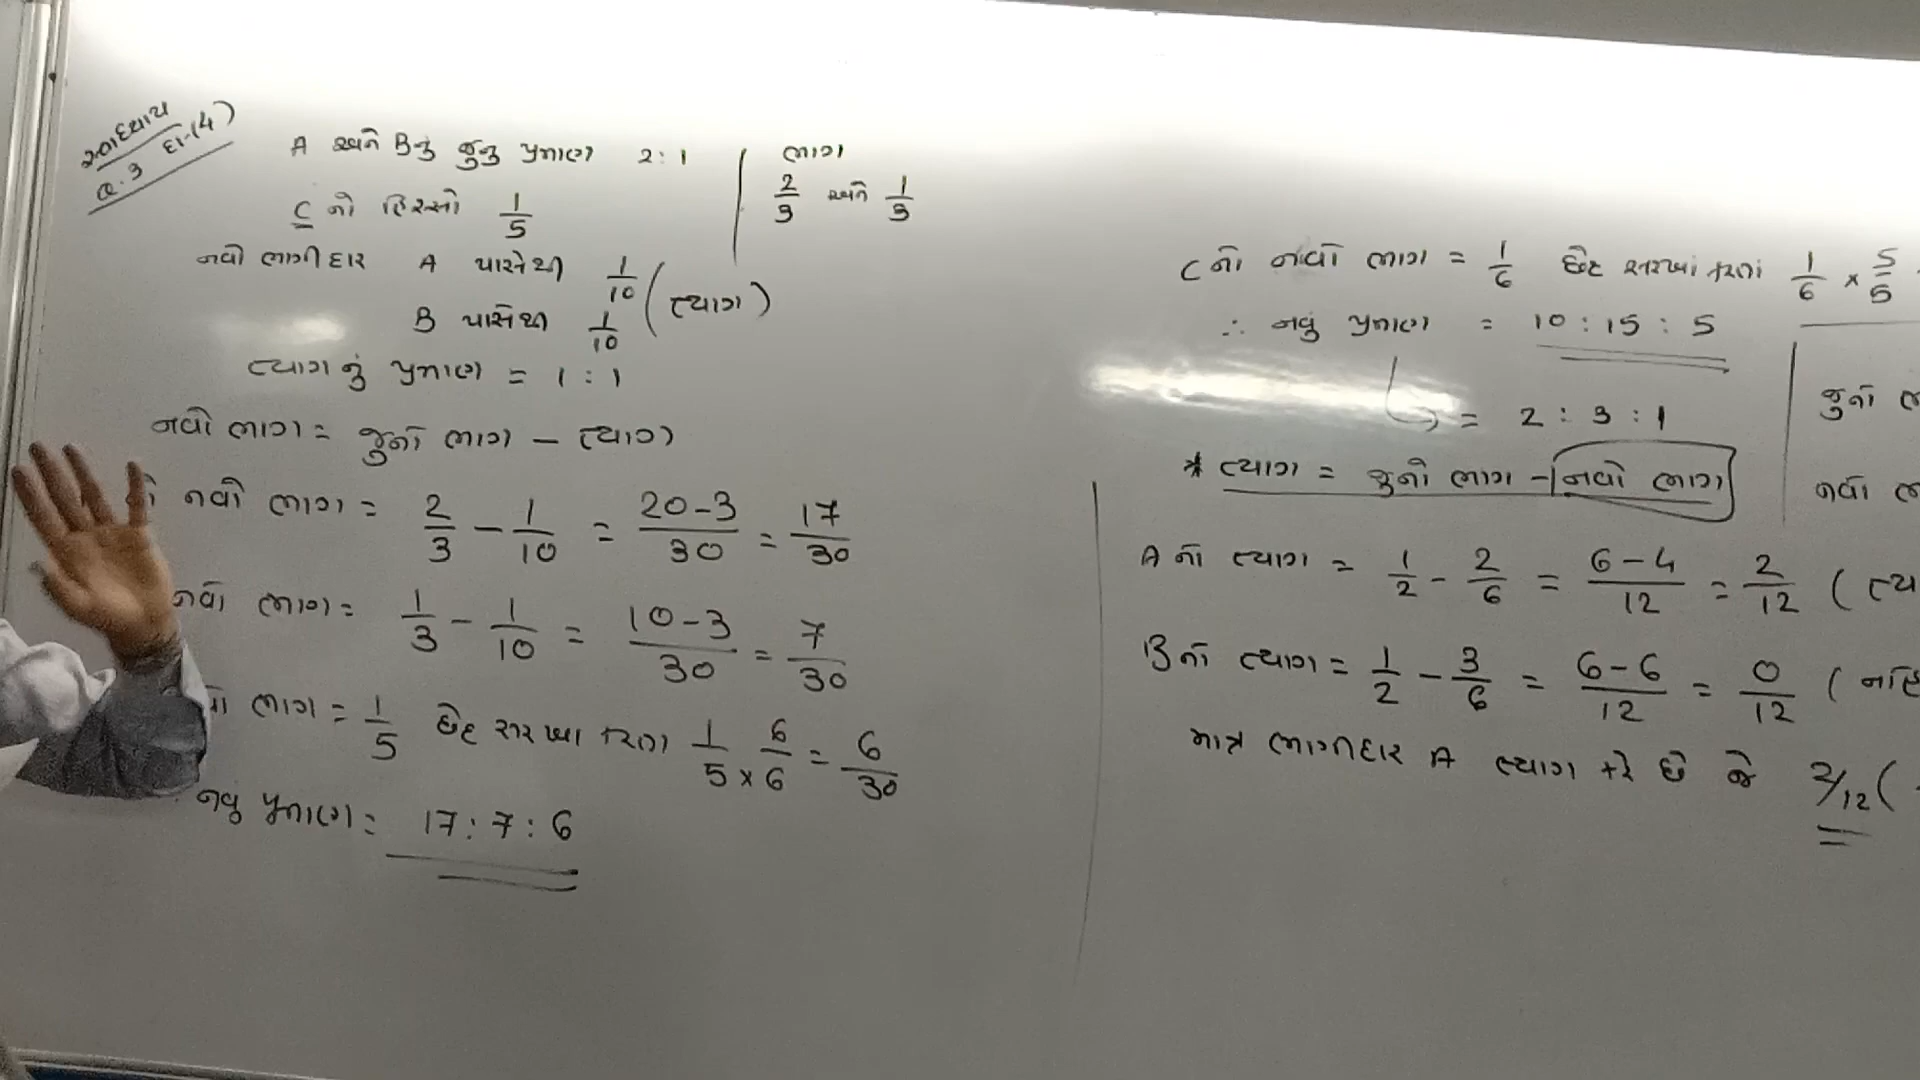 સ્વાધ્યાય
Q.3 દા-(4)
A અને B નું જુનુ પ્રમાણ 2:1
ભાગ
2/3 અને 1/3
C નો હિસ્સો 1/5
નવો ભાગીદાર A પાસેથી 1/10 (ત્યાગ)
B પાસેથી 1/10
ત્યાગ નું પ્રમાણ = 1:1
નવો ભાગ = જુનો ભાગ - ત્યાગ
નવો ભાગ = 2/3 - 1/10 = 20-3/30 = 17/30
નવો ભાગ = 1/3 - 1/10 = 10-3/30 = 7/30
ભાગ = 1/5 છેદ સરખા કરતા 1/5 × 6/6 = 6/30
નવુ પ્રમાણ = 17:7:6
C નો નવો ભાગ = 1/6 છેદ સરખા કરતાં 1/6 × 5/5
∴ નવું પ્રમાણ = 10:15:5
= 2:3:1
જુનો
* ત્યાગ = જુનો ભાગ - નવો ભાગ
નવો
A નો ત્યાગ = 1/2 - 2/6 = 6-4/12 = 2/12 (
B નો ત્યાગ = 1/2 - 3/6 = 6-6/12 = 0/12 (
માત્ર ભાગીદાર A ત્યાગ કરે છે જે 2/12 (